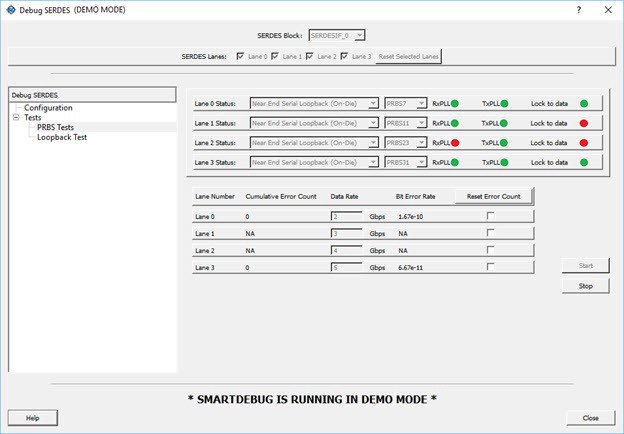 Debug SERDES (DEMO MODE)
SERDES Block: SERDESIF_0
SERDES Lanes: Lane 0 Lane 1 Lane 2 Lane 3 Reset Selected Lanes
Debug SERDES
Configuration
Tests
PRBS Tests
Loopback Test
Lane 0 Status: Near End Serial Loopback (On-Die) PRBS7 RxPLL TxPLL Lock to data
Lane 1 Status: Near End Serial Loopback (On-Die) PRBS11 RxPLL TxPLL Lock to data
Lane 2 Status: Near End Serial Loopback (On-Die) PRBS23 RxPLL TxPLL Lock to data
Lane 3 Status: Near End Serial Loopback (On-Die) PRBS31 RxPLL TxPLL Lock to data
Lane Number Cumulative Error Count Data Rate Bit Error Rate Reset Error Count
Lane 0 0 2 Gbps 1.67e-10
Lane 1 NA 3 Gbps NA
Lane 2 NA 4 Gbps NA
Lane 3 0 5 Gbps 6.67e-11
Start
Stop
* SMARTDEBUG IS RUNNING IN DEMO MODE *
Help
Close